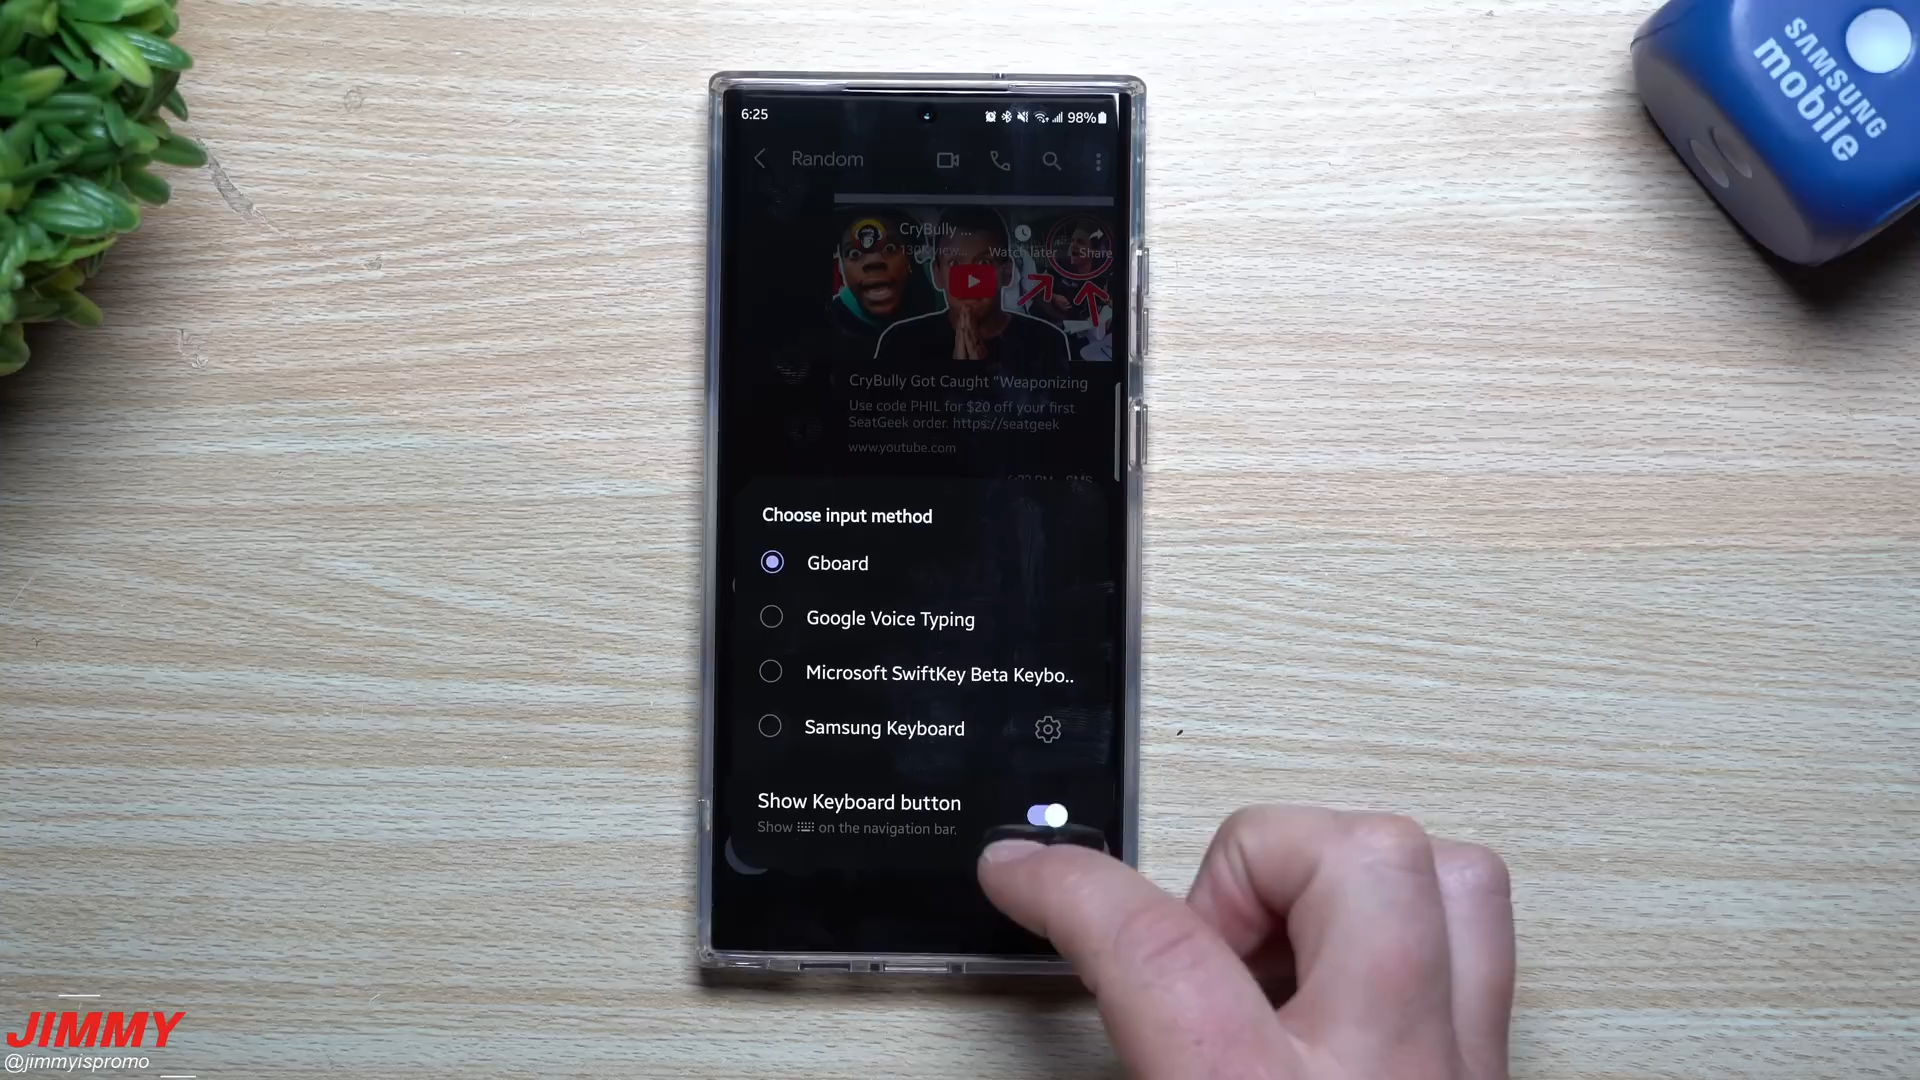 SAMSUNG
mobile
6:25
98%
Random
CryBully ...
Watch later
Share
CryBully Got Caught "Weaponizing
Use code PHIL for $20 off your first
SeatGeek order. https://seatgeek
www.youtube.com
Choose input method
Gboard
Google Voice Typing
Microsoft SwiftKey Beta Keybo..
Samsung Keyboard
Show Keyboard button
Show on the navigation bar.
JIMMY
@jimmyispromo